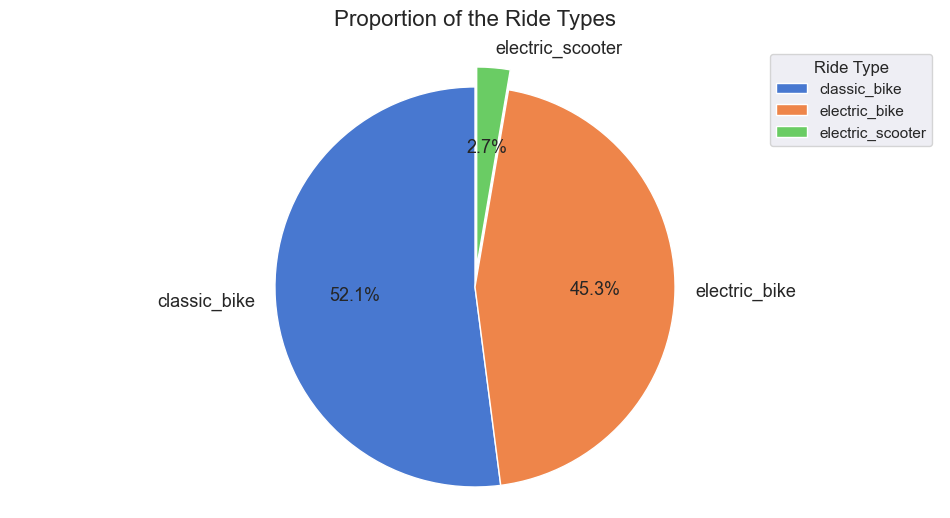 Proportion of the Ride Types
electric_scooter
Ride Type
classic_bike
electric_bike
electric_scooter
2.7%
classic_bike
52.1%
45.3%
electric_bike